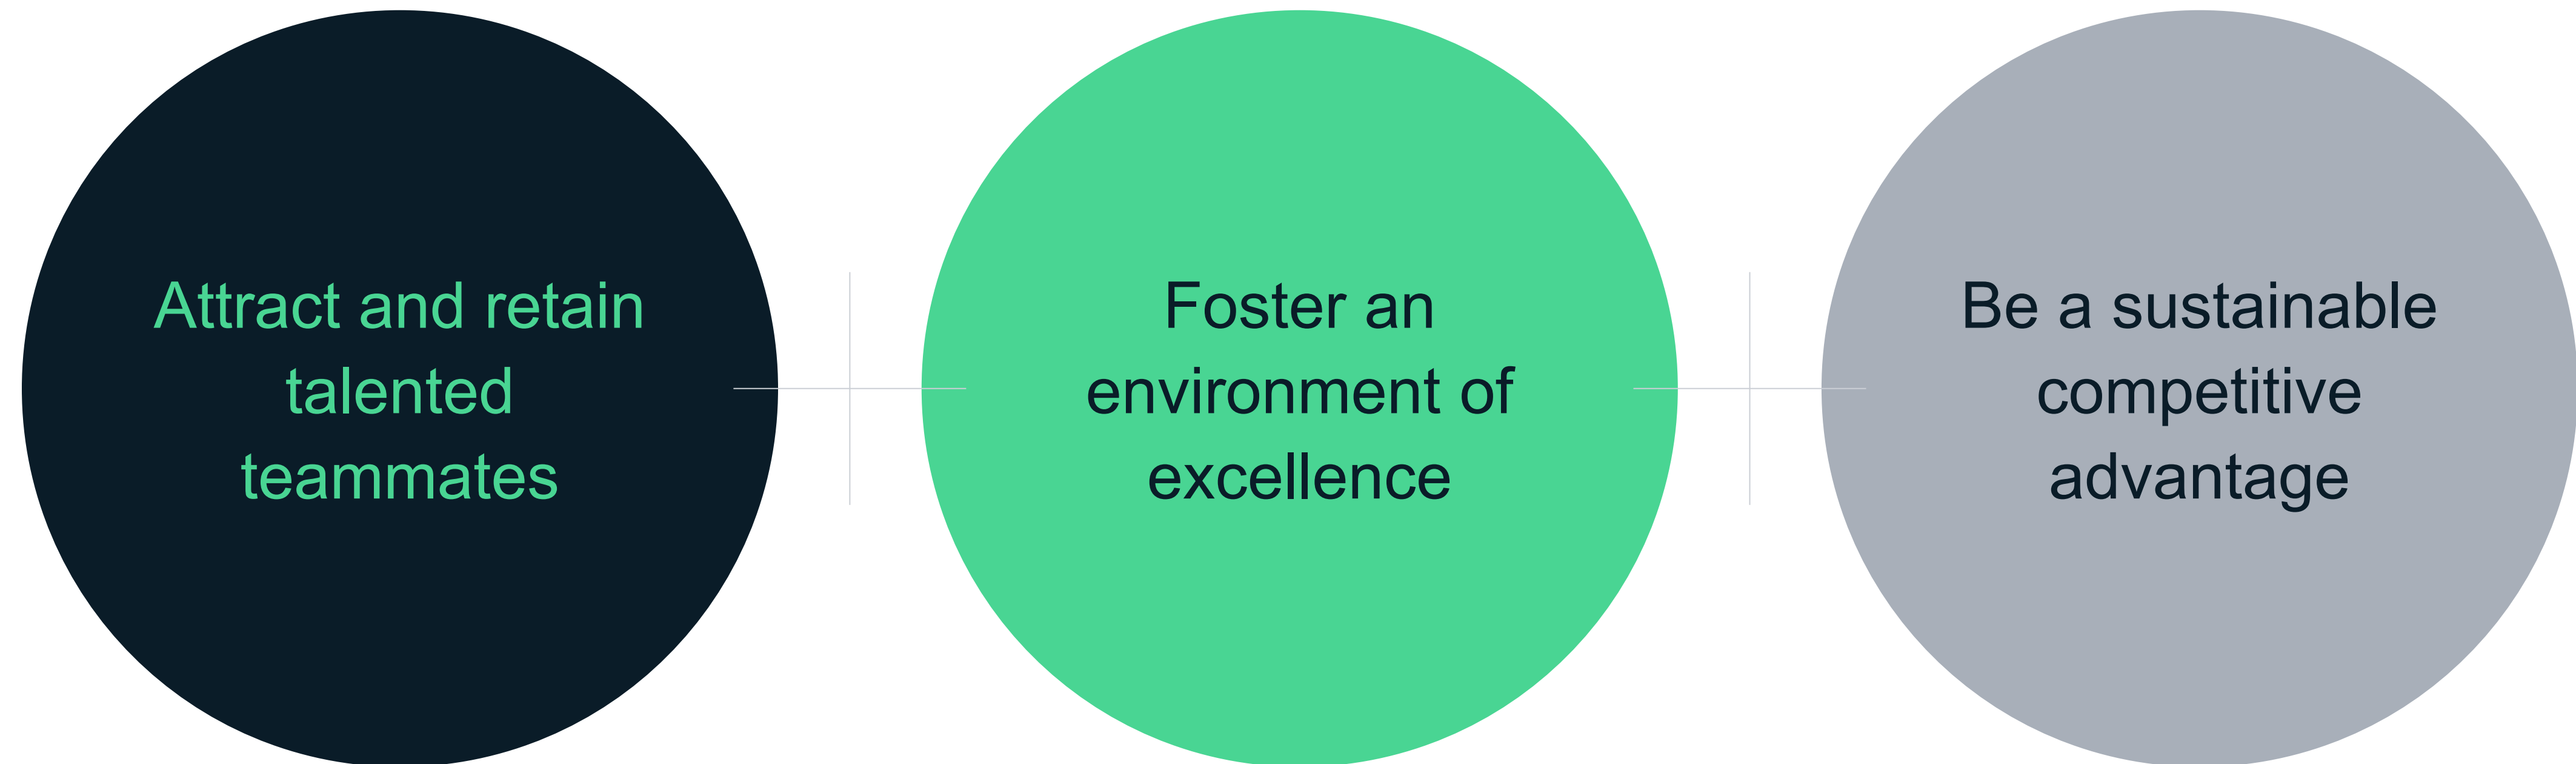 Attract and retain
talented
teammates
Foster an
environment of
excellence
Be a sustainable
competitive
advantage